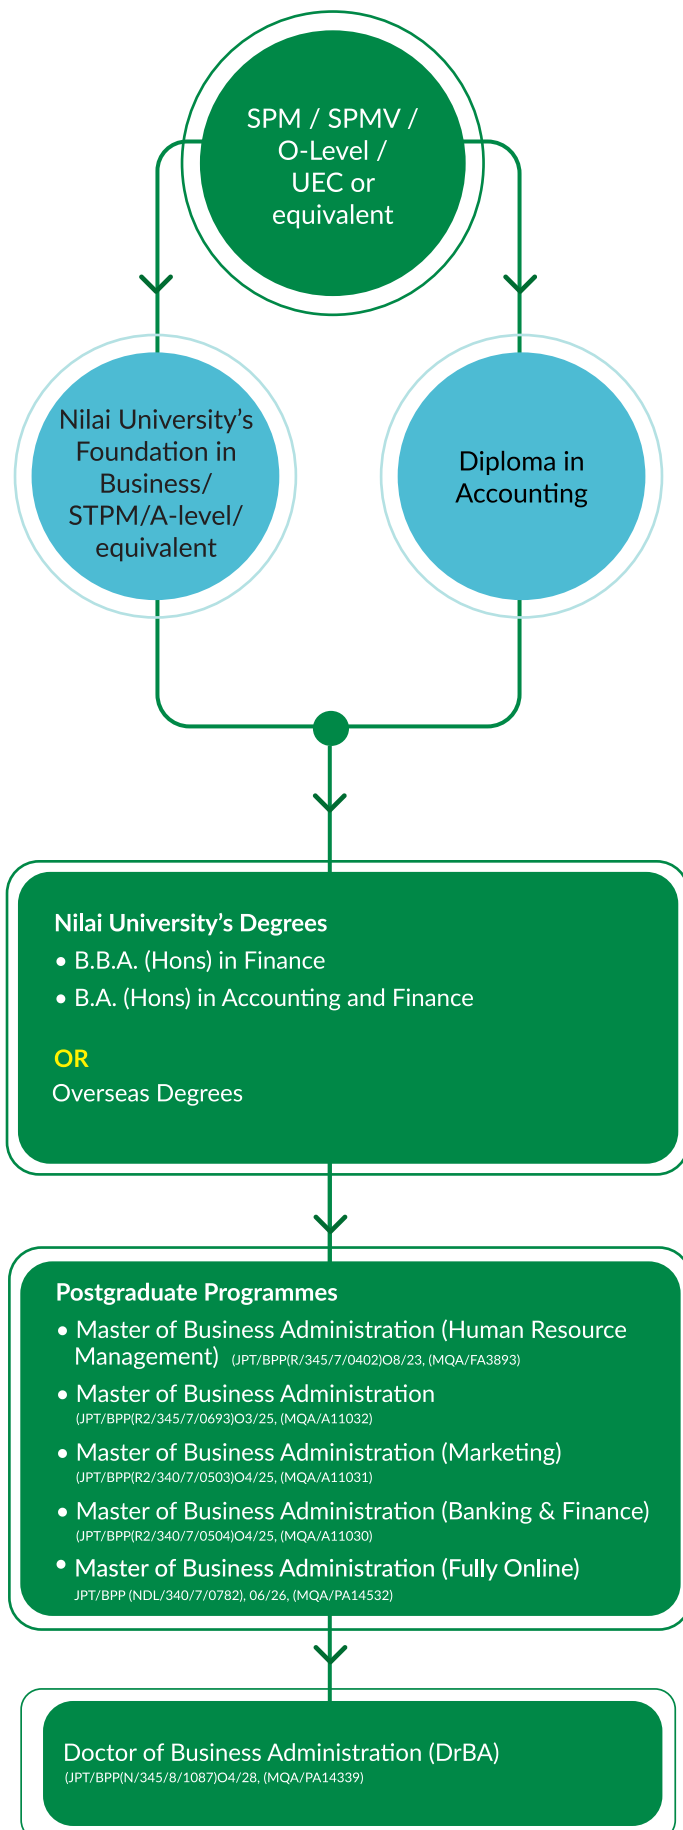 SPM / SPMV /
O-Level /
UEC or
equivalent
Nilai University’s
Foundation in
Business/
STPM/A-level/
equivalent
Diploma in
Accounting
Nilai University’s Degrees
• B.B.A. (Hons) in Finance
• B.A. (Hons) in Accounting and Finance
OR
Overseas Degrees
Postgraduate Programmes
• Master of Business Administration (Human Resource
Management) (JPT/BPP(R/345/7/0402)O8/23, (MQA/FA3893)
• Master of Business Administration
(JPT/BPP(R2/345/7/0693)O3/25, (MQA/A11032)
• Master of Business Administration (Marketing)
(JPT/BPP(R2/340/7/0503)O4/25, (MQA/A11031)
• Master of Business Administration (Banking & Finance)
(JPT/BPP(R2/340/7/0504)O4/25, (MQA/A11030)
• Master of Business Administration (Fully Online)
JPT/BPP (NDL/340/7/0782), 06/26, (MQA/PA14532)
Doctor of Business Administration (DrBA)
(JPT/BPP(N/345/8/1087)O4/28, (MQA/PA14339)